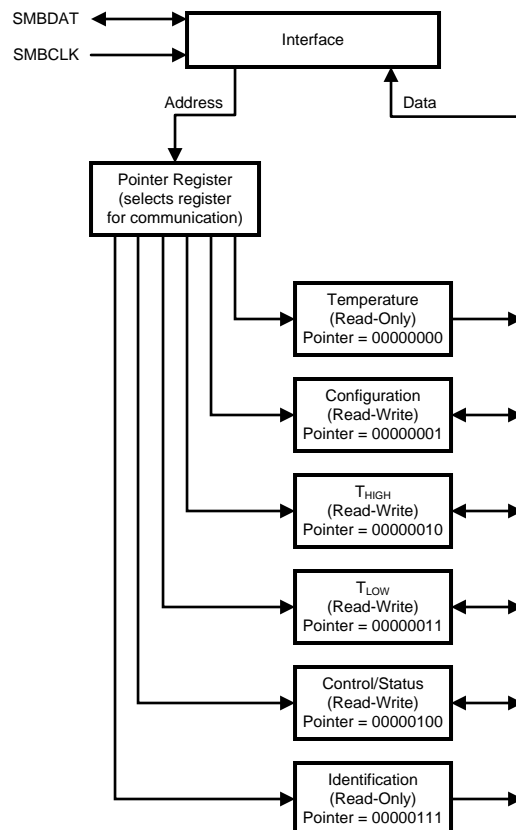 SMBDAT
Interface
SMBCLK
Address
Data
Pointer Register
(selects register
for communication)
Temperature
(Read-Only)
Pointer = 00000000
Configuration
(Read-Write)
Pointer = 00000001
THIGH
(Read-Write)
Pointer = 00000010
TLOW
(Read-Write)
Pointer = 00000011
Control/Status
(Read-Write)
Pointer = 00000100
Identification
(Read-Only)
Pointer = 00000111